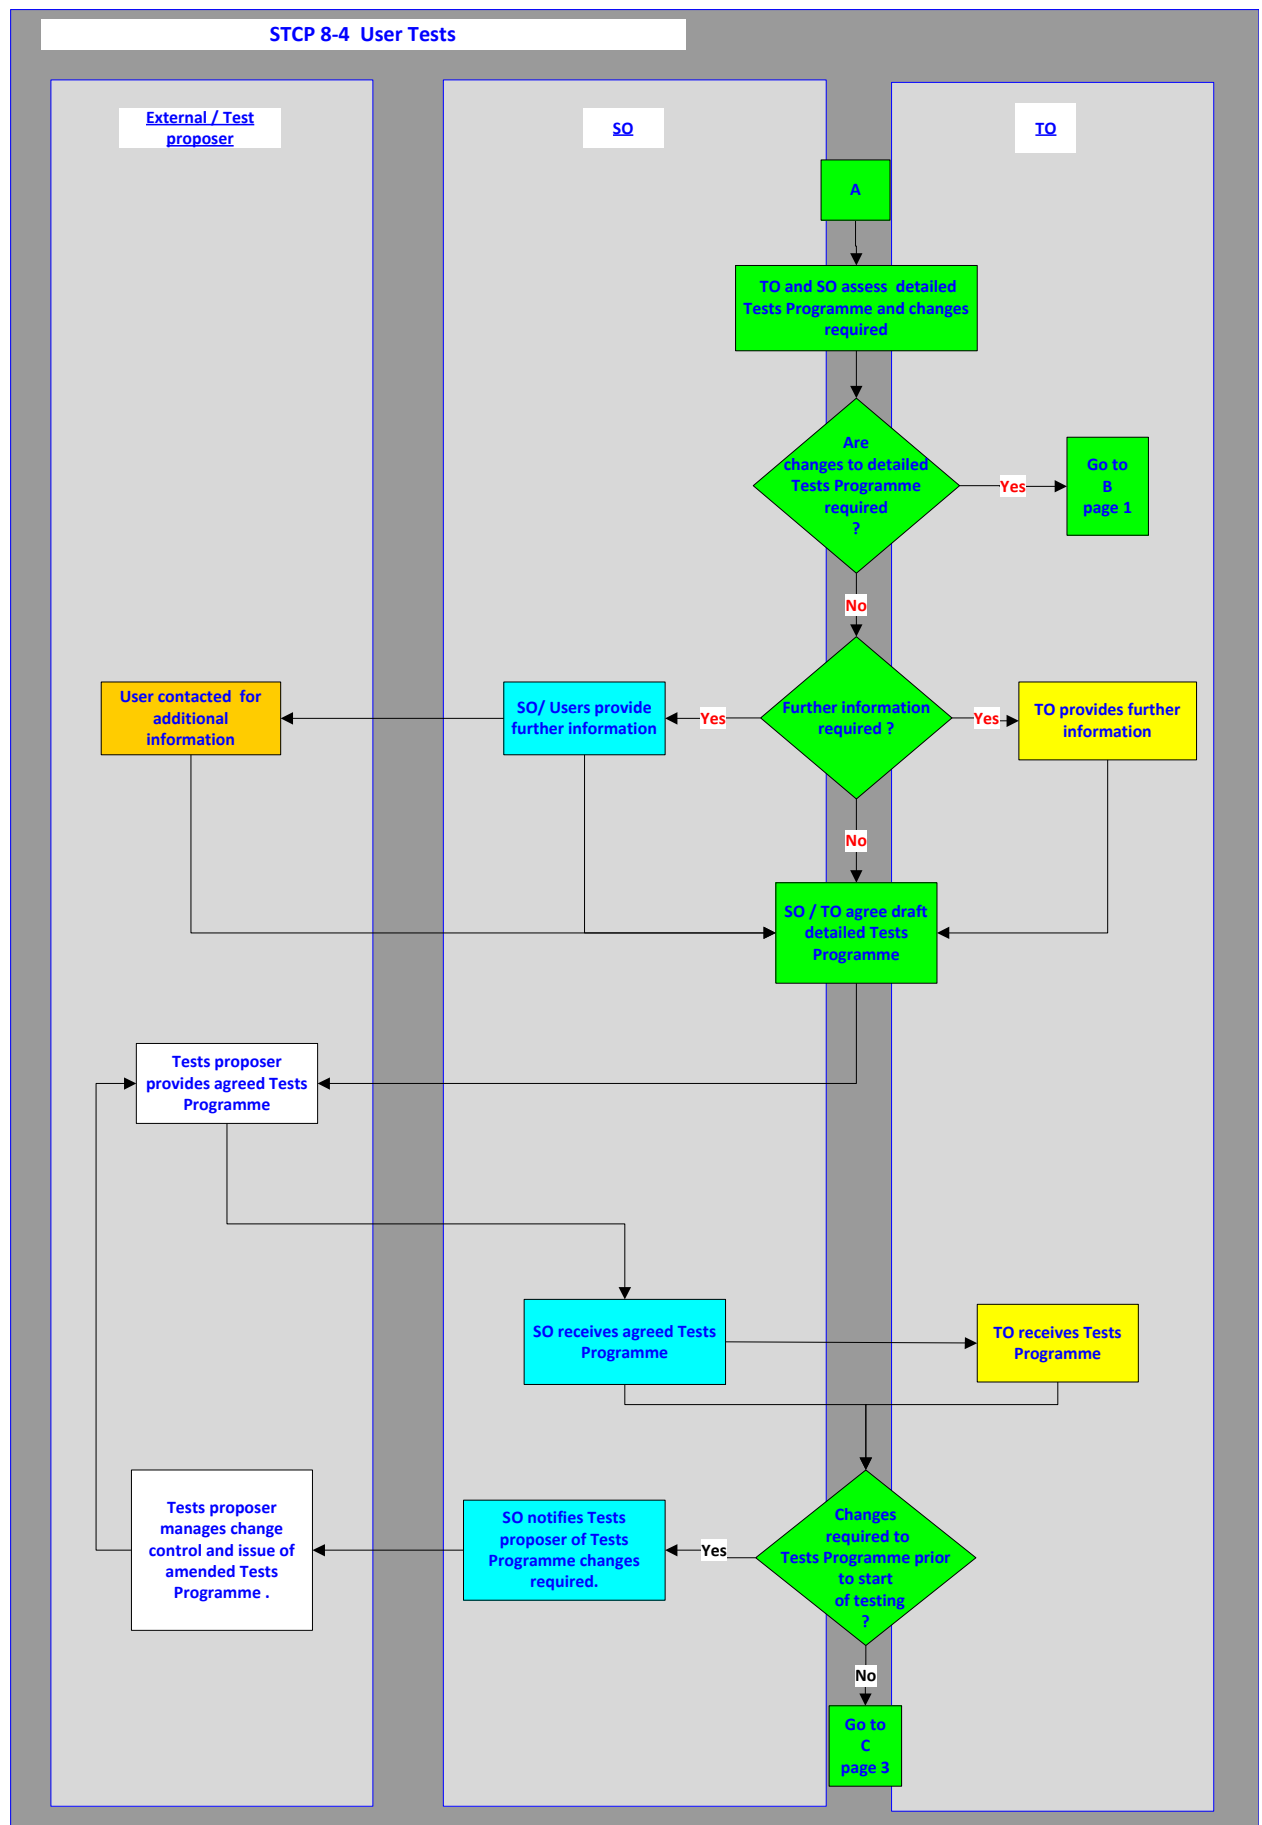 STCP 8-4  User Tests
External / Test
proposer
SO
TO
A
TO and SO assess  detailed
Tests Programme and changes
required
Are
changes to detailed
Tests Programme
required
?
Yes
Go to
B
page 1
No
User contacted  for
additional
information
SO/ Users provide
further information
Yes
Further information
required ?
Yes
TO provides further
information
No
SO / TO agree draft
detailed Tests
Programme
Tests proposer
provides agreed Tests
Programme
SO receives agreed Tests
Programme
TO receives Tests
Programme
Tests proposer
manages change
control and issue of
amended Tests
Programme .
SO notifies Tests
proposer of Tests
Programme changes
required.
Yes
Changes
required to
Tests Programme prior
to start
of testing
?
No
Go to
C
page 3